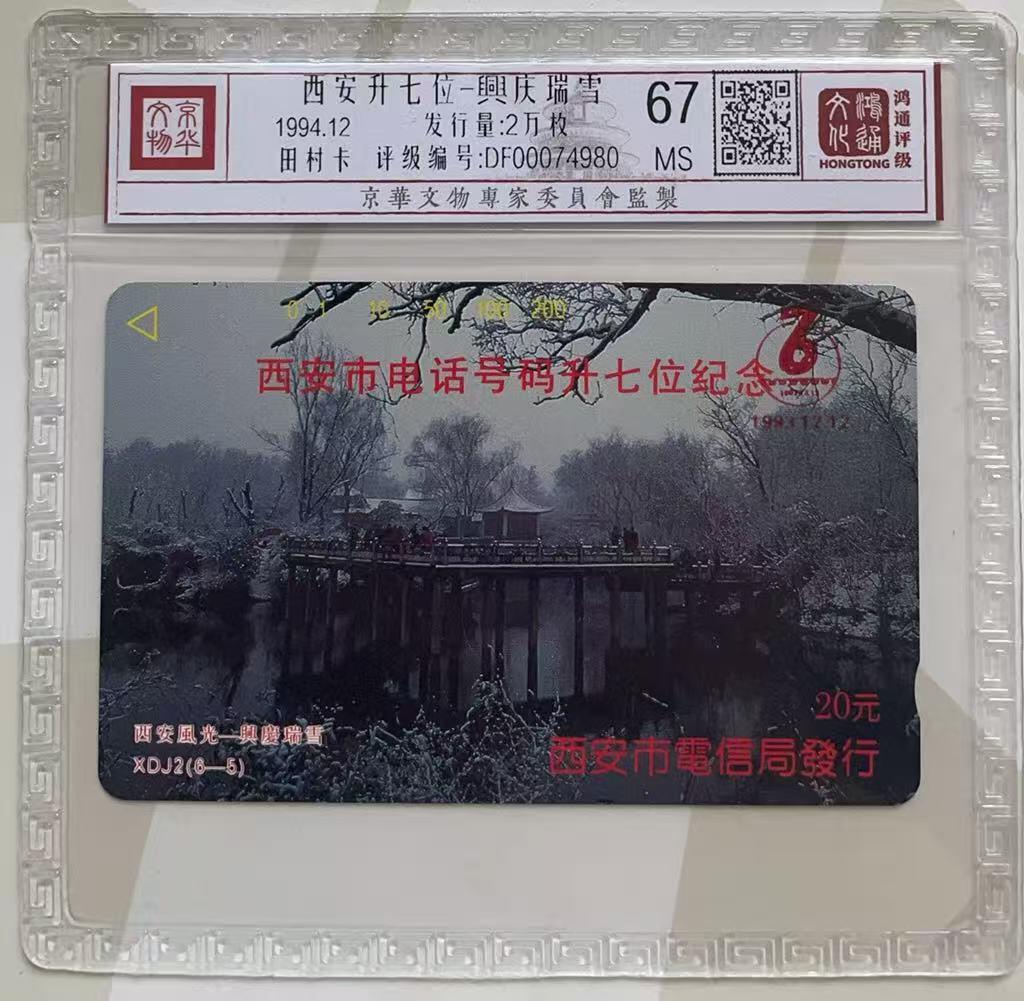 京华文物
西安升七位-興庆瑞雪
1994.12 发行量:2万枚
田村卡 评级编号:DF00074980
67
MS
鸿通文化
HONGTONG
鸿通评级
京華文物專家委員會監製
0 1 10 50 100 200
西安市电话号码升七位纪念
20元
西安風光—興慶瑞雪
XDJ2(6—5)
西安市電信局發行